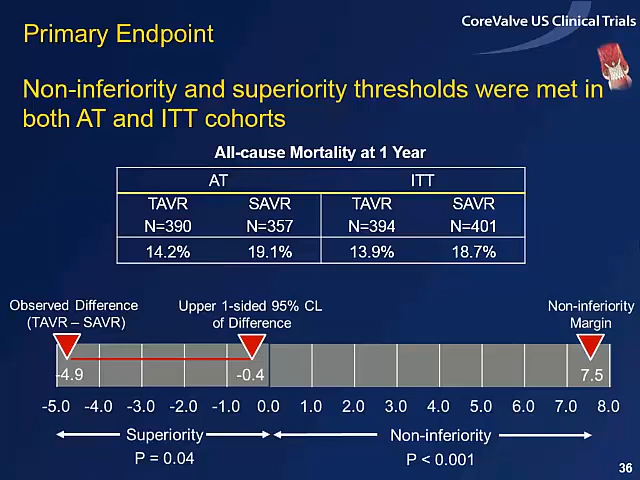 CoreValve US Clinical Trials
Primary Endpoint
Non-inferiority and superiority thresholds were met in
both AT and ITT cohorts
All-cause Mortality at 1 Year
AT ITT
TAVR SAVR TAVR SAVR
N=390 N=357 N=394 N=401
14.2% 19.1% 13.9% 18.7%
Observed Difference Upper 1-sided 95% CL Non-inferiority
(TAVR – SAVR) of Difference Margin
-4.9 -0.4 7.5
-5.0 -4.0 -3.0 -2.0 -1.0 0.0 1.0 2.0 3.0 4.0 5.0 6.0 7.0 8.0
Superiority Non-inferiority
P = 0.04 P < 0.001
36